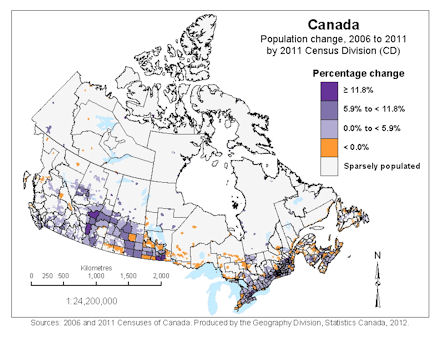 Canada
Population change, 2006 to 2011
by 2011 Census Division (CD)
Percentage change
≥ 11.8%
5.9% to < 11.8%
0.0% to < 5.9%
< 0.0%
Sparsely populated
Kilometres
0 250 500 1,000 1,500 2,000
1:24,200,000
N
Sources: 2006 and 2011 Censuses of Canada. Produced by the Geography Division, Statistics Canada, 2012.